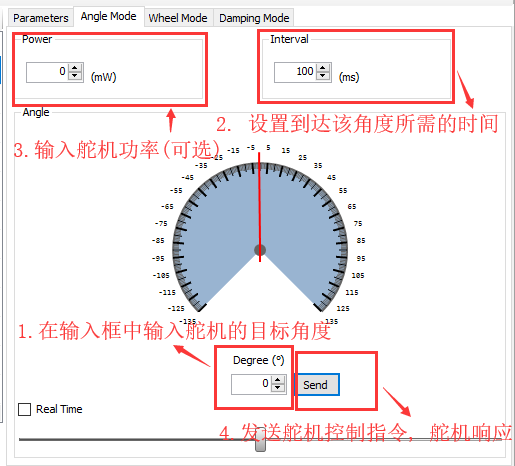 Parameters Angle Mode Wheel Mode Damping Mode
Power Interval
0 (mW) 100 (ms)
Angle
2. 设置到达该角度所需的时间
3.输入舵机功率(可选)
-5 5
-15 15
-25 25
-35 35
-45 45
-55 55
-65 65
-75 75
-85 85
-95 95
-105 105
-115 115
-125 125
-135 135
1.在输入框中输入舵机的目标角度
Degree (º)
0 Send
Real Time
4.发送舵机控制指令, 舵机响应